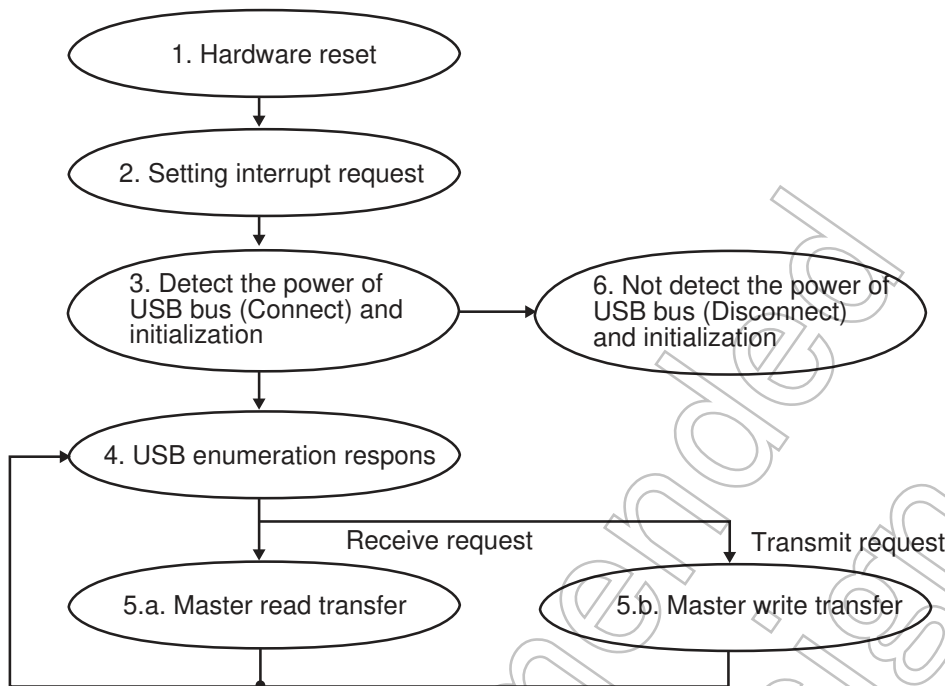 1. Hardware reset
2. Setting interrupt request
3. Detect the power of
USB bus (Connect) and
initialization
6. Not detect the power of
USB bus (Disconnect)
and initialization
4. USB enumeration respons
Receive request
Transmit request
5.a. Master read transfer
5.b. Master write transfer